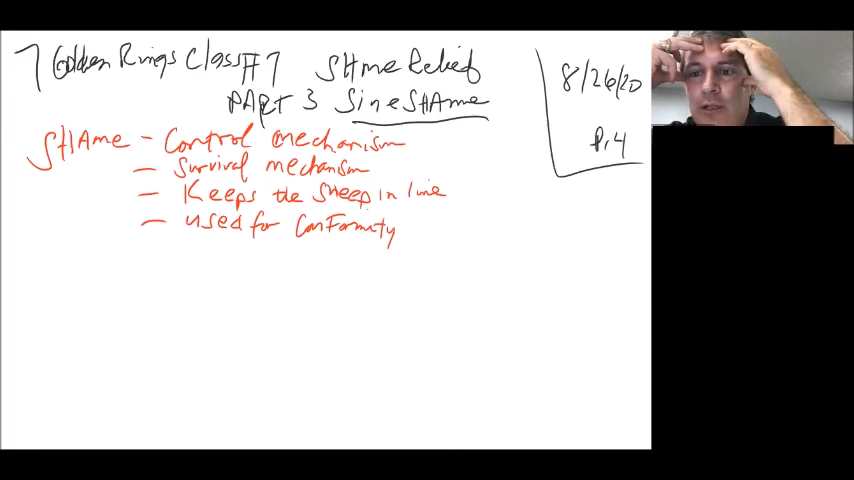 7 Golden Rings Class #7 SHme Relief
PART 3 Sine SHAme
8/26/20
P.4
SHAme - Control mechanism
- Survival mechanism
- Keeps the Sheep in line
- used for Conformity